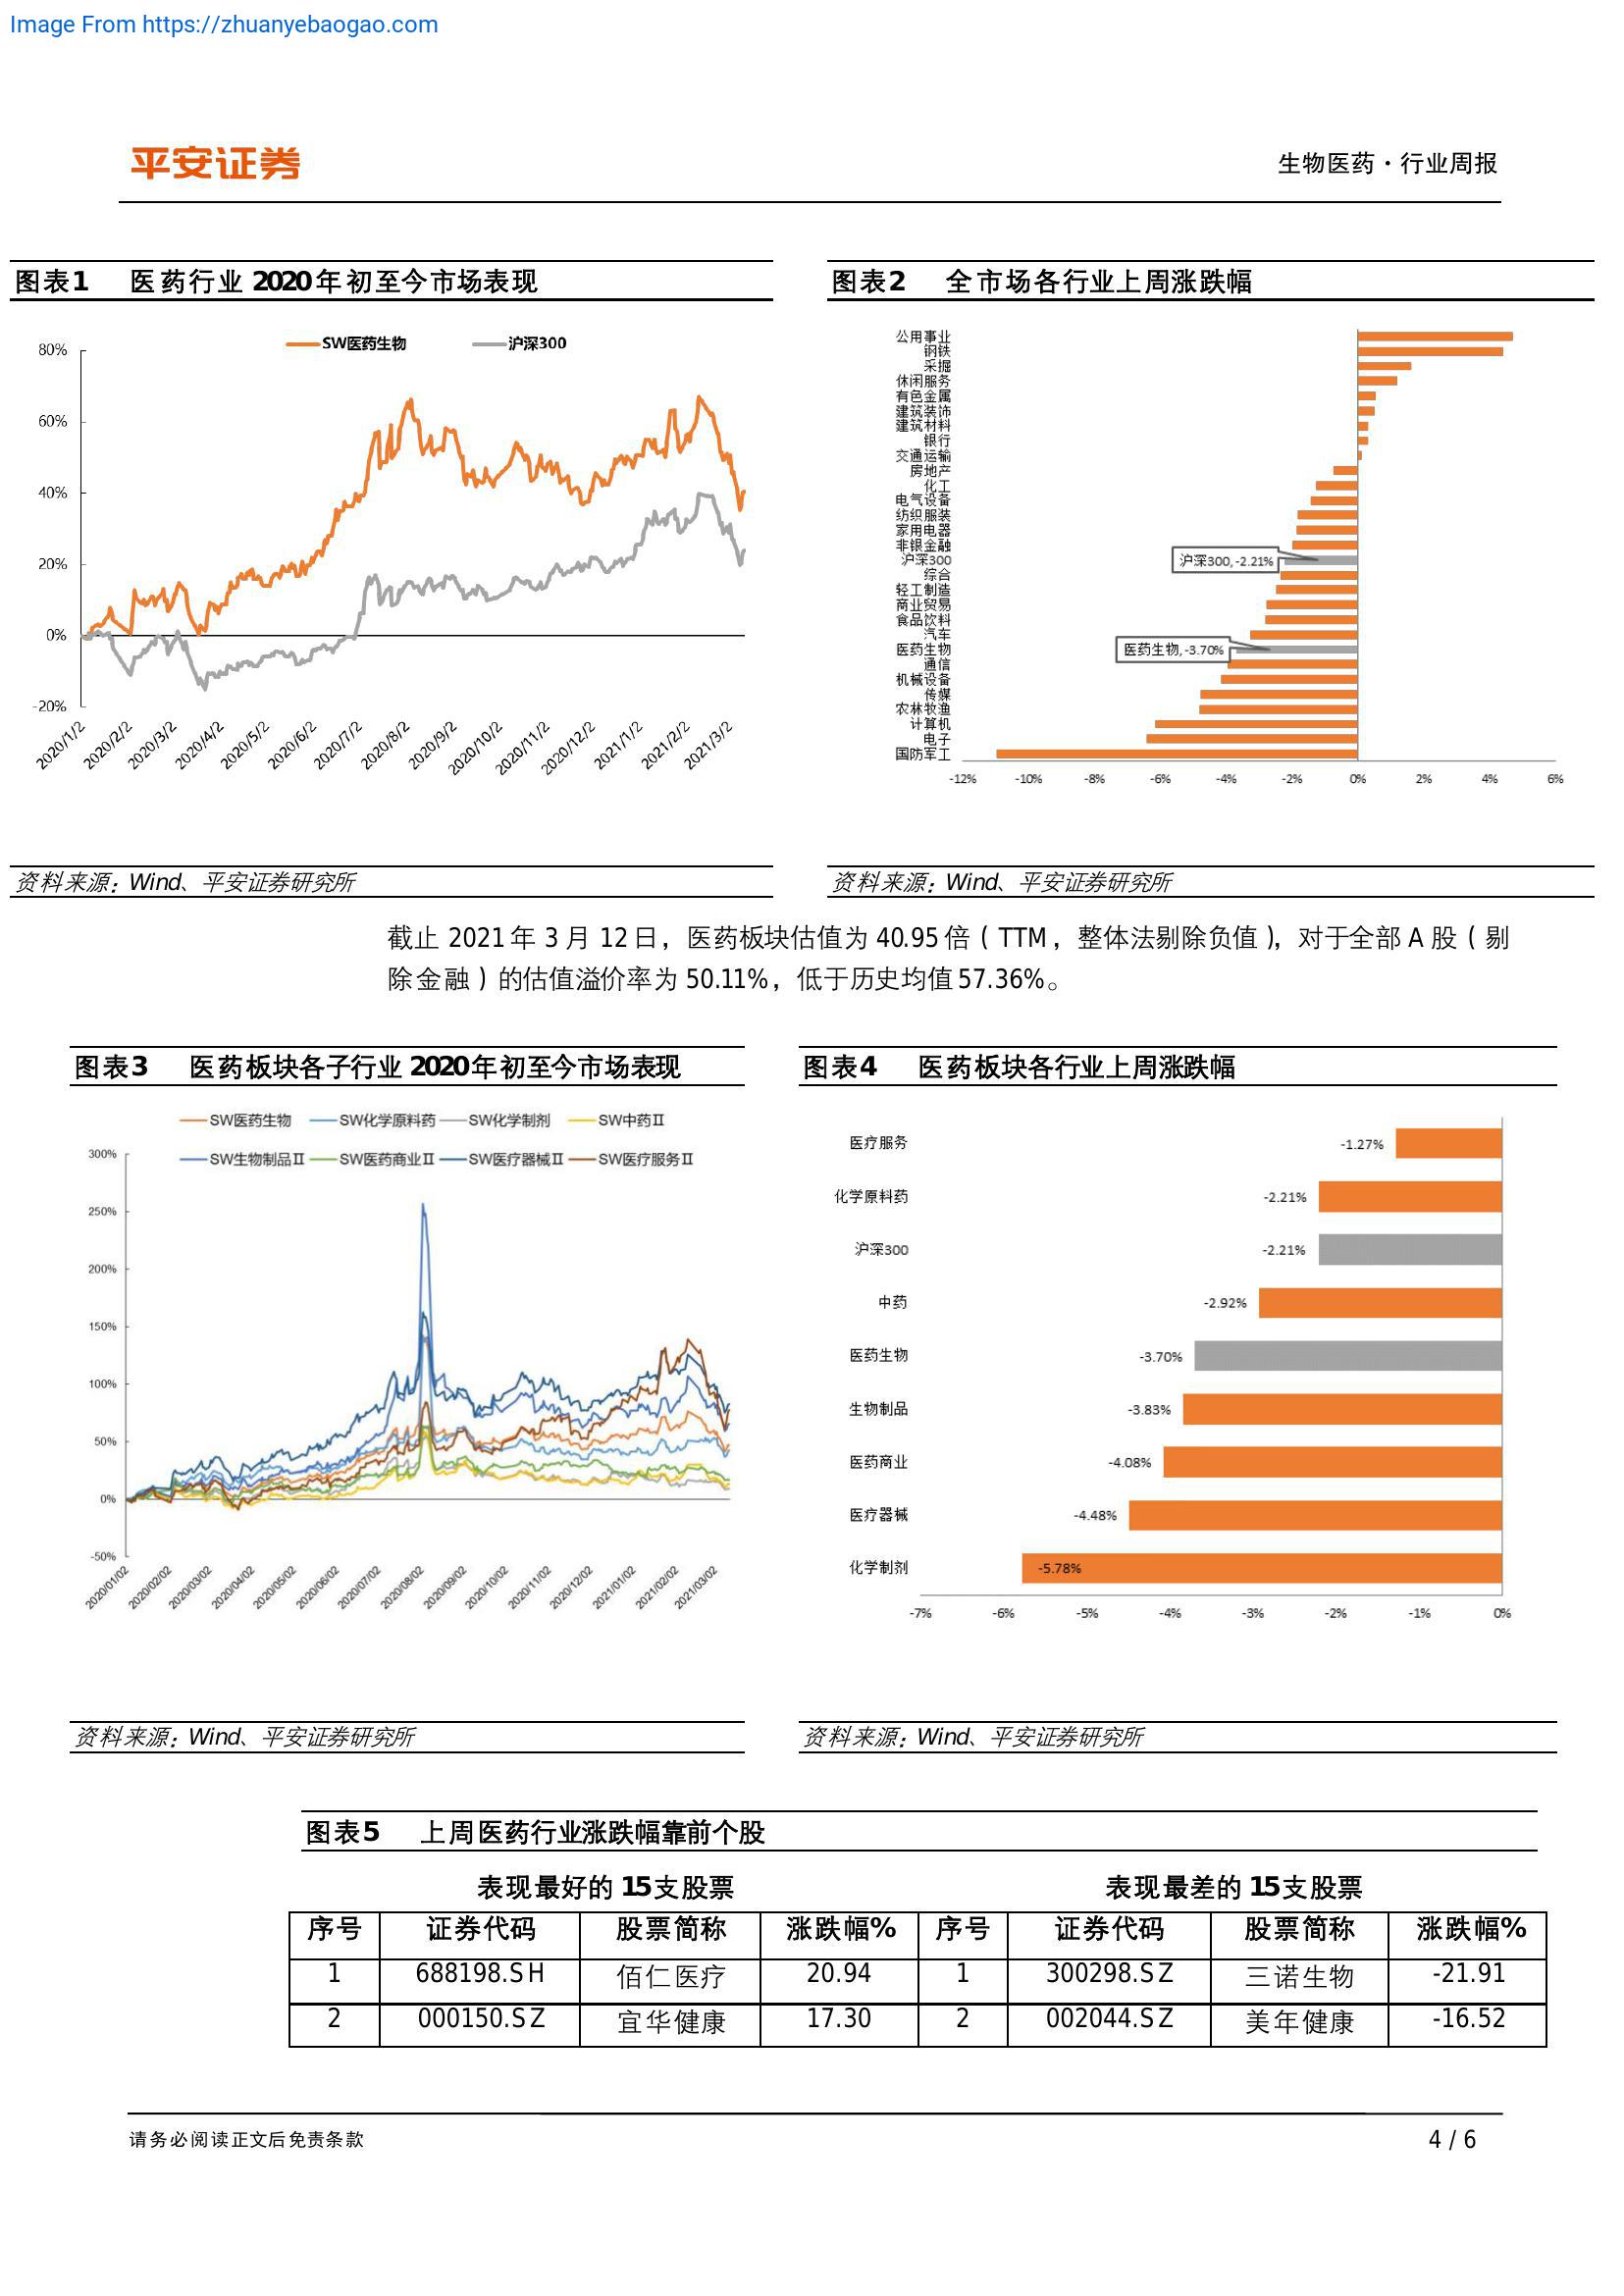 Image From https://zhuanyebaogao.com
平安证券
生物医药·行业周报
图表1 医药行业 2020 年初至今市场表现
SW医药生物 沪深300
80%
60%
40%
20%
0%
-20%
2020/1/2 2020/2/2 2020/3/2 2020/4/2 2020/5/2 2020/6/2 2020/7/2 2020/8/2 2020/9/2 2020/10/2 2020/11/2 2020/12/2 2021/1/2 2021/2/2 2021/3/2
资料来源：Wind、平安证券研究所
图表2 全市场各行业上周涨跌幅
公用事业
钢铁
采掘
休闲服务
有色金属
建筑装饰
建筑材料
银行
交通运输
房地产
化工
电气设备
纺织服装
家用电器
非银金融
沪深300
沪深300, -2.21%
综合
轻工制造
商业贸易
食品饮料
汽车
医药生物
医药生物, -3.70%
通信
机械设备
传媒
农林牧渔
计算机
电子
国防军工
-12% -10% -8% -6% -4% -2% 0% 2% 4% 6%
资料来源：Wind、平安证券研究所
截止 2021 年 3 月 12 日，医药板块估值为 40.95 倍（TTM，整体法剔除负值），对于全部 A 股（剔
除金融）的估值溢价率为 50.11%，低于历史均值 57.36%。
图表3 医药板块各子行业 2020 年初至今市场表现
SW医药生物 SW化学原料药 SW化学制剂 SW中药II
SW生物制品II SW医药商业II SW医疗器械II SW医疗服务II
300%
250%
200%
150%
100%
50%
0%
-50%
2020/01/02 2020/02/02 2020/03/02 2020/04/02 2020/05/02 2020/06/02 2020/07/02 2020/08/02 2020/09/02 2020/10/02 2020/11/02 2020/12/02 2021/01/02 2021/02/02 2021/03/02
资料来源：Wind、平安证券研究所
图表4 医药板块各行业上周涨跌幅
医疗服务 -1.27%
化学原料药 -2.21%
沪深300 -2.21%
中药 -2.92%
医药生物 -3.70%
生物制品 -3.83%
医药商业 -4.08%
医疗器械 -4.48%
化学制剂 -5.78%
-7% -6% -5% -4% -3% -2% -1% 0%
资料来源：Wind、平安证券研究所
图表5 上周医药行业涨跌幅靠前个股
表现最好的 15 支股票 表现最差的 15 支股票
序号 证券代码 股票简称 涨跌幅% 序号 证券代码 股票简称 涨跌幅%
1 688198.SH 佰仁医疗 20.94 1 300298.SZ 三诺生物 -21.91
2 000150.SZ 宜华健康 17.30 2 002044.SZ 美年健康 -16.52
请务必阅读正文后免责条款
4 / 6